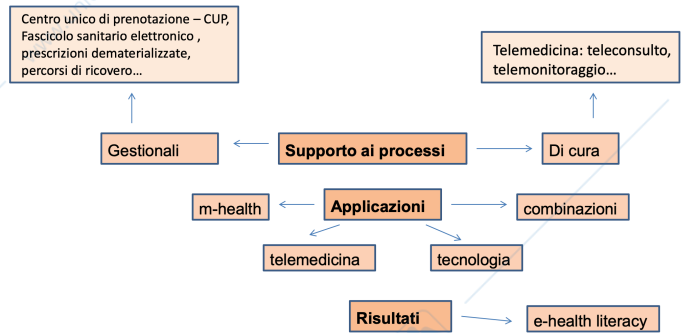 Centro unico di prenotazione – CUP,
Fascicolo sanitario elettronico ,
prescrizioni dematerializzate,
percorsi di ricovero…
Telemedicina: teleconsulto,
telemonitoraggio…
Gestionali
Supporto ai processi
Di cura
m-health
Applicazioni
combinazioni
telemedicina
tecnologia
Risultati
e-health literacy